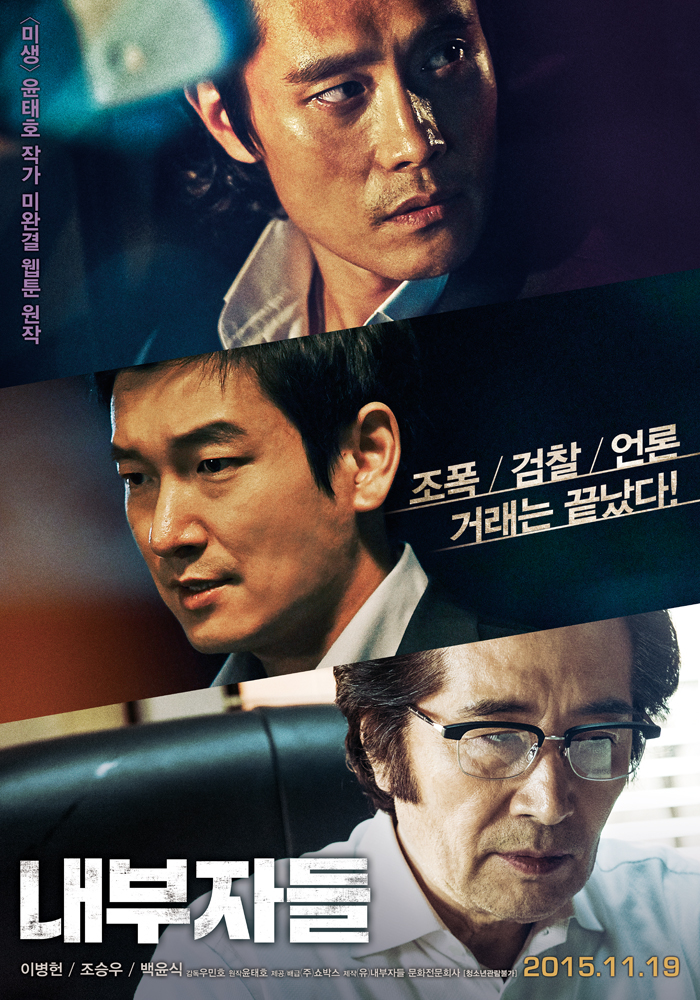 <미생> 윤태호 작가 미완결 웹툰 원작
조폭 / 검찰 / 언론
거래는 끝났다!
내부자들
이병헌 / 조승우 / 백윤식 감독 우민호 원작 윤태호 제공/배급 주)쇼박스 제작 유)내부자들 문화전문회사 [청소년관람불가] 2015.11.19